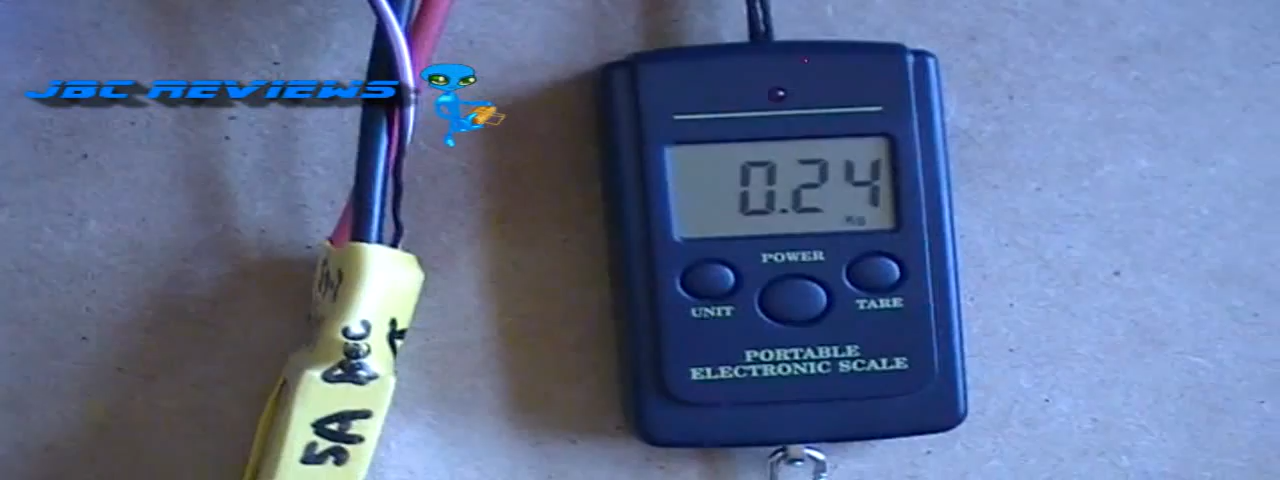 JBC REVIEWS
0.24
Kg
POWER
UNIT
TARE
PORTABLE
ELECTRONIC SCALE
Bec
5A